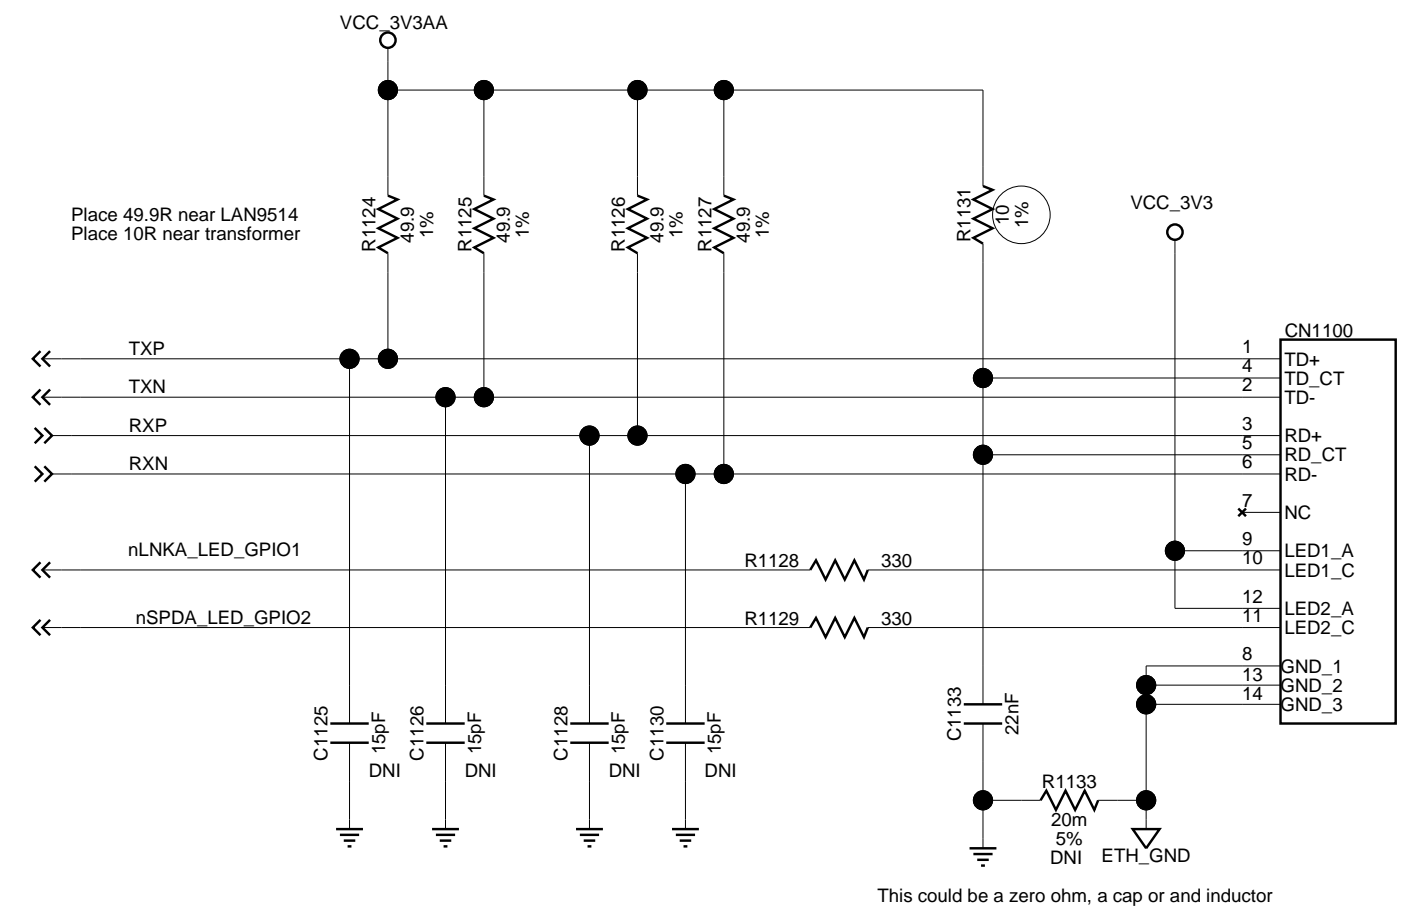 VCC_3V3AA
Place 49.9R near LAN9514
Place 10R near transformer
R1124
49.9
1%
R1125
49.9
1%
R1126
49.9
1%
R1127
49.9
1%
R1131
10
1%
VCC_3V3
CN1100
TXP
1
TD+
4
TD_CT
TXN
2
TD-
RXP
3
RD+
5
RD_CT
RXN
6
RD-
7
NC
nLNKA_LED_GPIO1
R1128
330
9
LED1_A
10
LED1_C
nSPDA_LED_GPIO2
R1129
330
12
LED2_A
11
LED2_C
8
GND_1
13
GND_2
14
GND_3
C1125
15pF
DNI
C1126
15pF
DNI
C1128
15pF
DNI
C1130
15pF
DNI
C1133
22nF
R1133
20m
5%
DNI
ETH_GND
This could be a zero ohm, a cap or and inductor